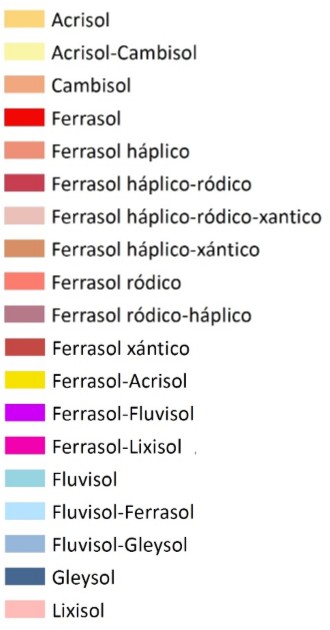 Acrisol
Acrisol-Cambisol
Cambisol
Ferrasol
Ferrasol háplico
Ferrasol háplico-ródico
Ferrasol háplico-ródico-xantico
Ferrasol háplico-xántico
Ferrasol ródico
Ferrasol ródico-háplico
Ferrasol xántico
Ferrasol-Acrisol
Ferrasol-Fluvisol
Ferrasol-Lixisol
Fluvisol
Fluvisol-Ferrasol
Fluvisol-Gleysol
Gleysol
Lixisol